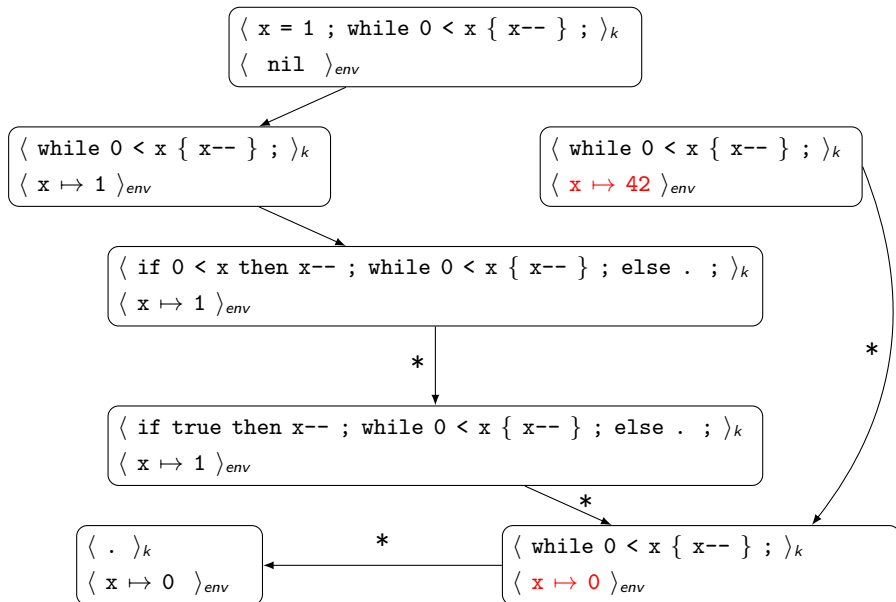 ⟨ x = 1 ; while 0 < x { x-- } ; ⟩k
⟨ nil ⟩env
⟨ while 0 < x { x-- } ; ⟩k
⟨ x ↦ 1 ⟩env
⟨ while 0 < x { x-- } ; ⟩k
⟨ x ↦ 42 ⟩env
⟨ if 0 < x then x-- ; while 0 < x { x-- } ; else . ; ⟩k
⟨ x ↦ 1 ⟩env
*
*
⟨ if true then x-- ; while 0 < x { x-- } ; else . ; ⟩k
⟨ x ↦ 1 ⟩env
*
⟨ . ⟩k
⟨ x ↦ 0 ⟩env
*
⟨ while 0 < x { x-- } ; ⟩k
⟨ x ↦ 0 ⟩env